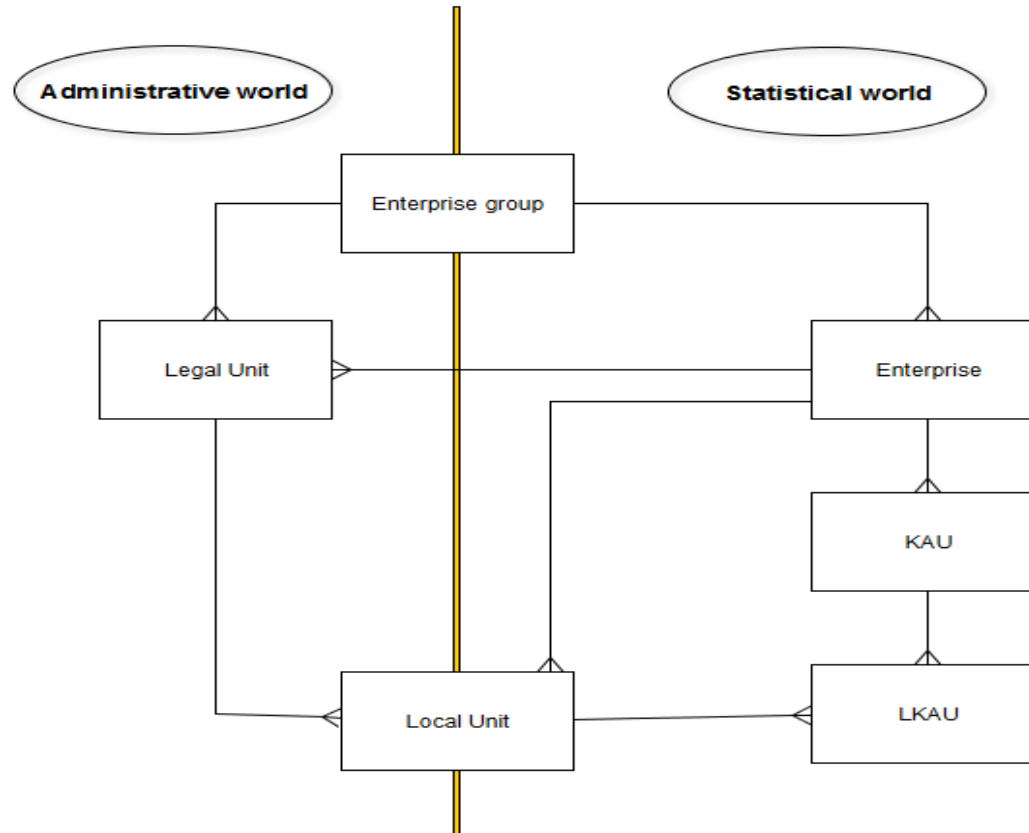 Administrative world
Statistical world
Enterprise group
Legal Unit
Enterprise
KAU
Local Unit
LKAU